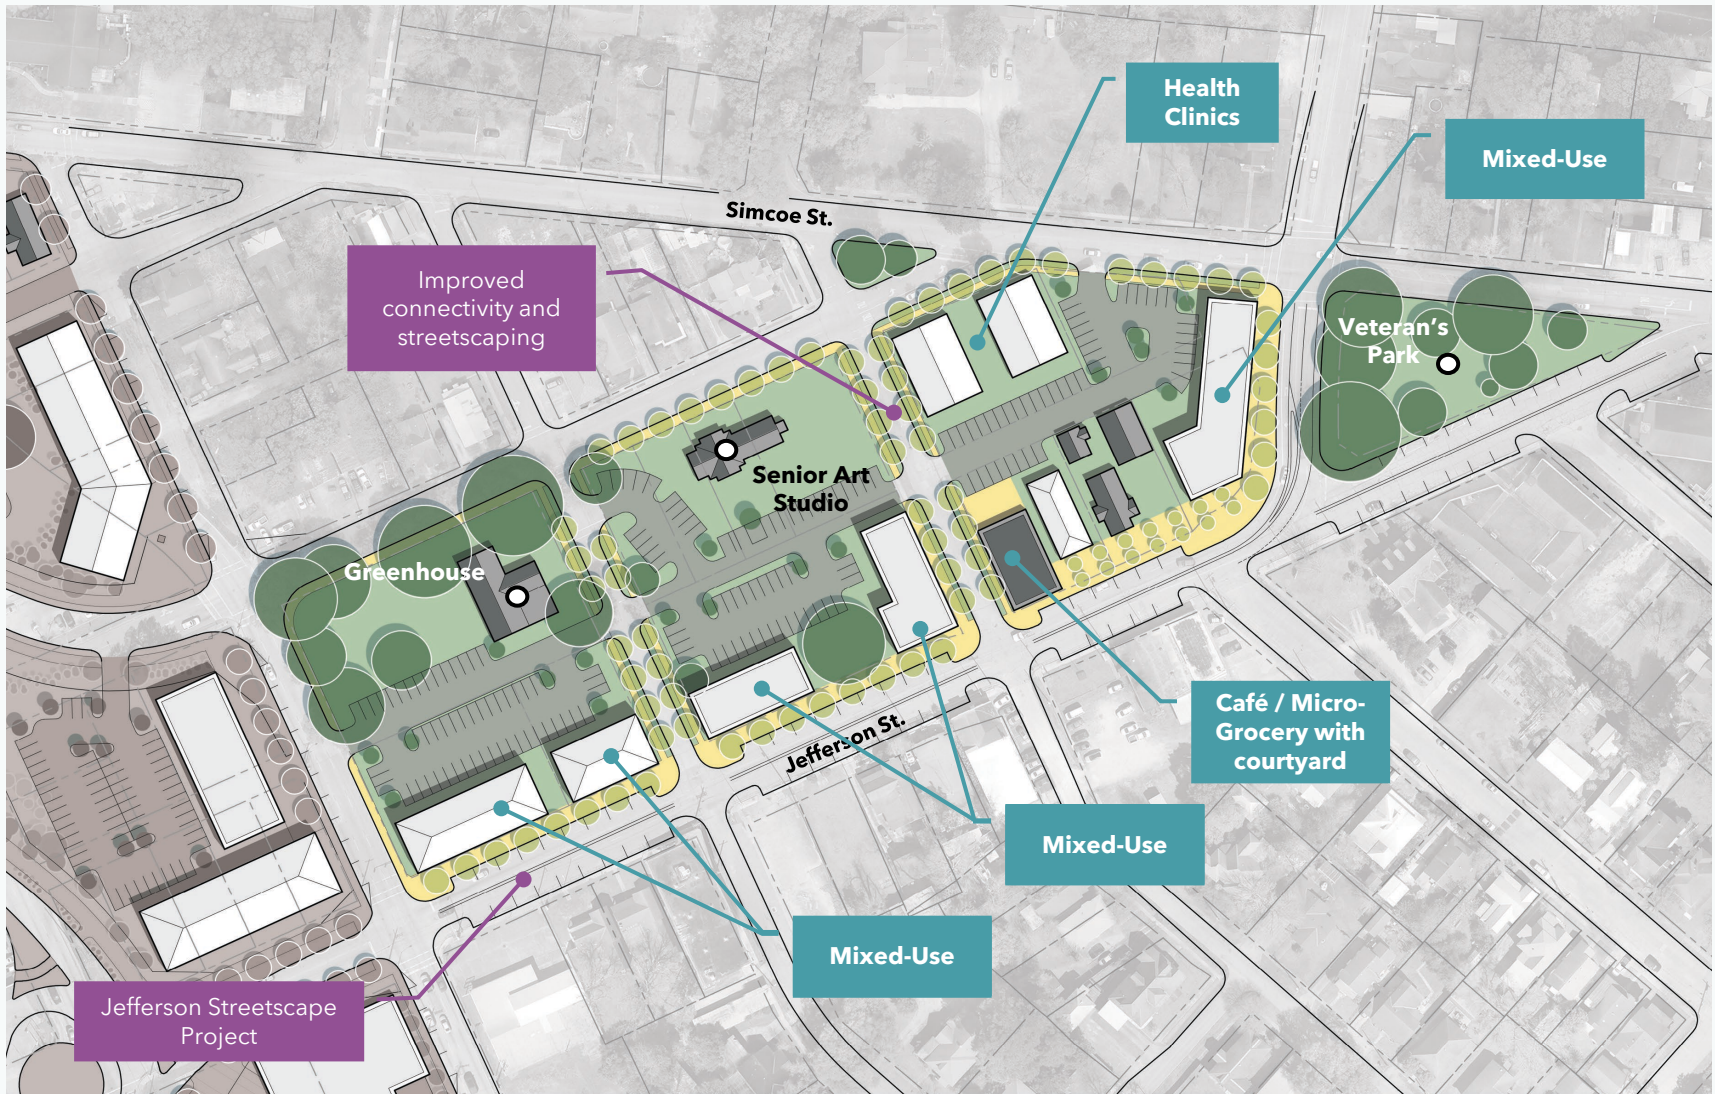 Health
Clinics
Mixed-Use
Simcoe St.
Improved
connectivity and
streetscaping
Veteran's
Park
Senior Art
Studio
Greenhouse
Café / Micro-
Grocery with
courtyard
Jefferson St.
Mixed-Use
Mixed-Use
Jefferson Streetscape
Project